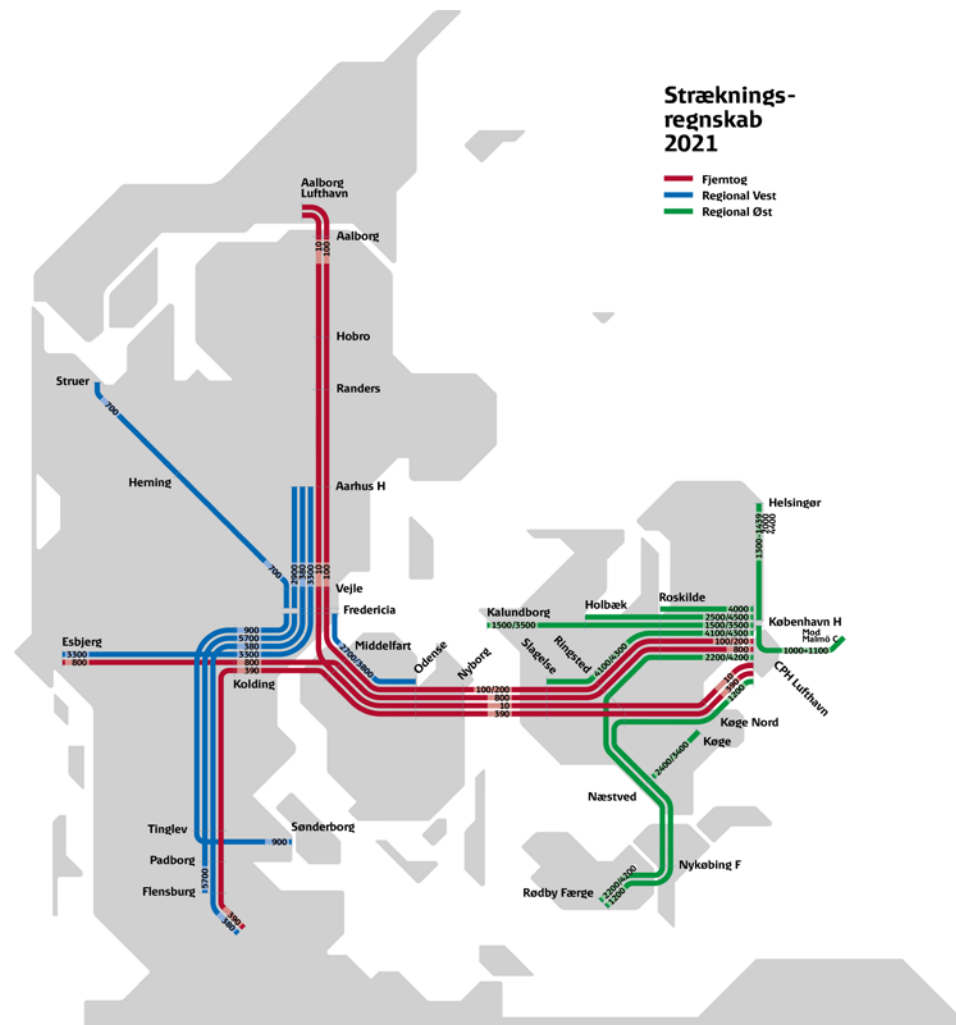 Stræknings-
regnskab
2021
Fjerntog
Regional Vest
Regional Øst
Aalborg
Lufthavn
Aalborg
10
100
Hobro
Randers
Struer
700
Herning
700
Aarhus H
2900
380
3300
10
100
Vejle
Fredericia
Middelfart
2700/3800
Odense
Nyborg
Esbjerg
3300
800
900
5700
380
3300
800
390
Kolding
100/200
800
10
390
Slagelse
Ringsted
4100/4300
Kalundborg
1500/3500
Holbæk
Roskilde
4000
2500/4500
1500/3500
4100/4300
100/200
800
2200/4200
Helsingør
1300-1439
2000
4400
København H
Mod
Malmö C
1000+1100
CPH Lufthavn
10
390
1200
Køge Nord
Køge
2400/3400
Næstved
Nykøbing F
Rødby Færge
2200/4200
1200
Tinglev
Sønderborg
900
Padborg
5700
Flensburg
390
380